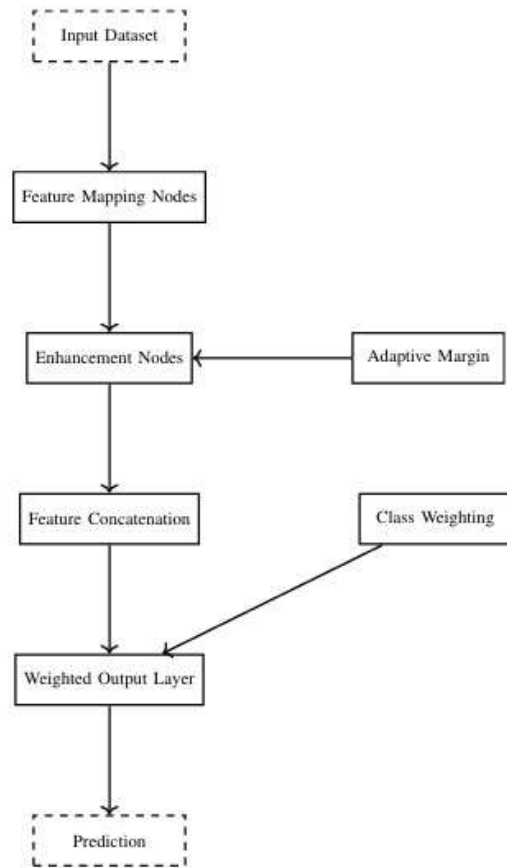 Input Dataset
Feature Mapping Nodes
Enhancement Nodes
Adaptive Margin
Feature Concatenation
Class Weighting
Weighted Output Layer
Prediction